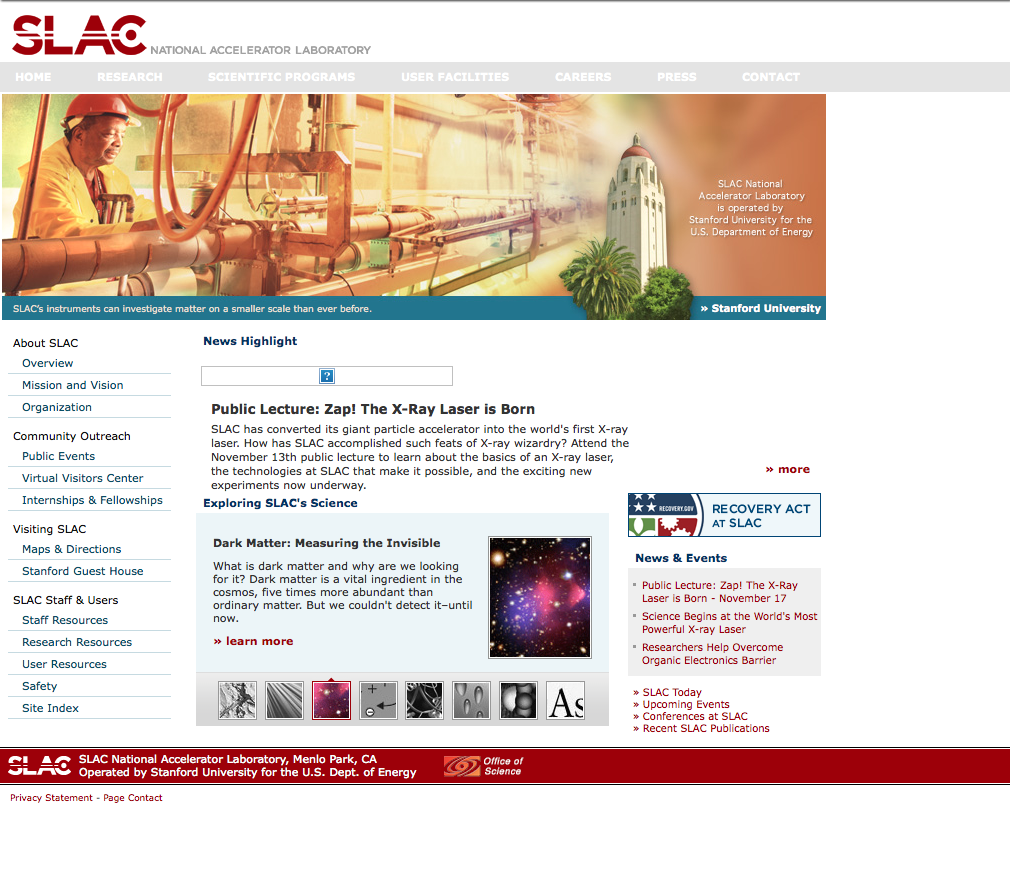 SLAC NATIONAL ACCELERATOR LABORATORY
HOME RESEARCH SCIENTIFIC PROGRAMS USER FACILITIES CAREERS PRESS CONTACT
SLAC National
Accelerator Laboratory
is operated by
Stanford University for the
U.S. Department of Energy
SLAC's instruments can investigate matter on a smaller scale than ever before.
» Stanford University
About SLAC
Overview
Mission and Vision
Organization
Community Outreach
Public Events
Virtual Visitors Center
Internships & Fellowships
Visiting SLAC
Maps & Directions
Stanford Guest House
SLAC Staff & Users
Staff Resources
Research Resources
User Resources
Safety
Site Index
News Highlight
?
Public Lecture: Zap! The X-Ray Laser is Born
SLAC has converted its giant particle accelerator into the world's first X-ray
laser. How has SLAC accomplished such feats of X-ray wizardry? Attend the
November 13th public lecture to learn about the basics of an X-ray laser,
the technologies at SLAC that make it possible, and the exciting new
experiments now underway.
» more
Exploring SLAC's Science
Dark Matter: Measuring the Invisible
What is dark matter and why are we looking
for it? Dark matter is a vital ingredient in the
cosmos, five times more abundant than
ordinary matter. But we couldn't detect it–until
now.
» learn more
As
RECOVERY.GOV
RECOVERY ACT
AT SLAC
News & Events
Public Lecture: Zap! The X-Ray
Laser is Born - November 17
Science Begins at the World's Most
Powerful X-ray Laser
Researchers Help Overcome
Organic Electronics Barrier
» SLAC Today
» Upcoming Events
» Conferences at SLAC
» Recent SLAC Publications
SLAC
SLAC National Accelerator Laboratory, Menlo Park, CA
Operated by Stanford University for the U.S. Dept. of Energy
Office of
Science
Privacy Statement - Page Contact